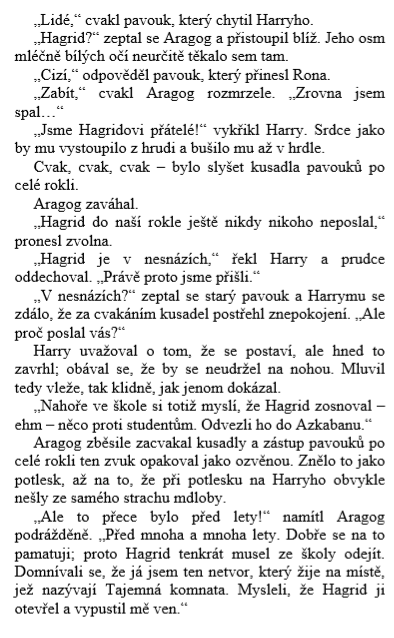 „Lidé,“ cvakl pavouk, který chytil Harryho.
„Hagrid?“ zeptal se Aragog a přistoupil blíž. Jeho osm
mléčně bílých očí neurčitě těkalo sem tam.
„Cizí,“ odpověděl pavouk, který přinesl Rona.
„Zabít,“ cvakl Aragog rozmrzele. „Zrovna jsem
spal…“
„Jsme Hagridovi přátelé!“ vykřikl Harry. Srdce jako
by mu vystoupilo z hrudi a bušilo mu až v hrdle.
Cvak, cvak, cvak – bylo slyšet kusadla pavouků po
celé rokli.
Aragog zaváhal.
„Hagrid do naší rokle ještě nikdy nikoho neposlal,“
pronesl zvolna.
„Hagrid je v nesnázích,“ řekl Harry a prudce
oddechoval. „Právě proto jsme přišli.“
„V nesnázích?“ zeptal se starý pavouk a Harrymu se
zdálo, že za cvakáním kusadel postřehl znepokojení. „Ale
proč poslal vás?“
Harry uvažoval o tom, že se postaví, ale hned to
zavrhl; obával se, že by se neudržel na nohou. Mluvil
tedy vleže, tak klidně, jak jenom dokázal.
„Nahoře ve škole si totiž myslí, že Hagrid zosnoval –
ehm – něco proti studentům. Odvezli ho do Azkabanu.“
Aragog zběsile zacvakal kusadly a zástup pavouků po
celé rokli ten zvuk opakoval jako ozvěnou. Znělo to jako
potlesk, až na to, že při potlesku na Harryho obvykle
nešly ze samého strachu mdloby.
„Ale to přece bylo před lety!“ namítl Aragog
podrážděně. „Před mnoha a mnoha lety. Dobře se na to
pamatuji; proto Hagrid tenkrát musel ze školy odejít.
Domnívali se, že já jsem ten netvor, který žije na místě,
jež nazývají Tajemná komnata. Mysleli, že Hagrid ji
otevřel a vypustil mě ven.“